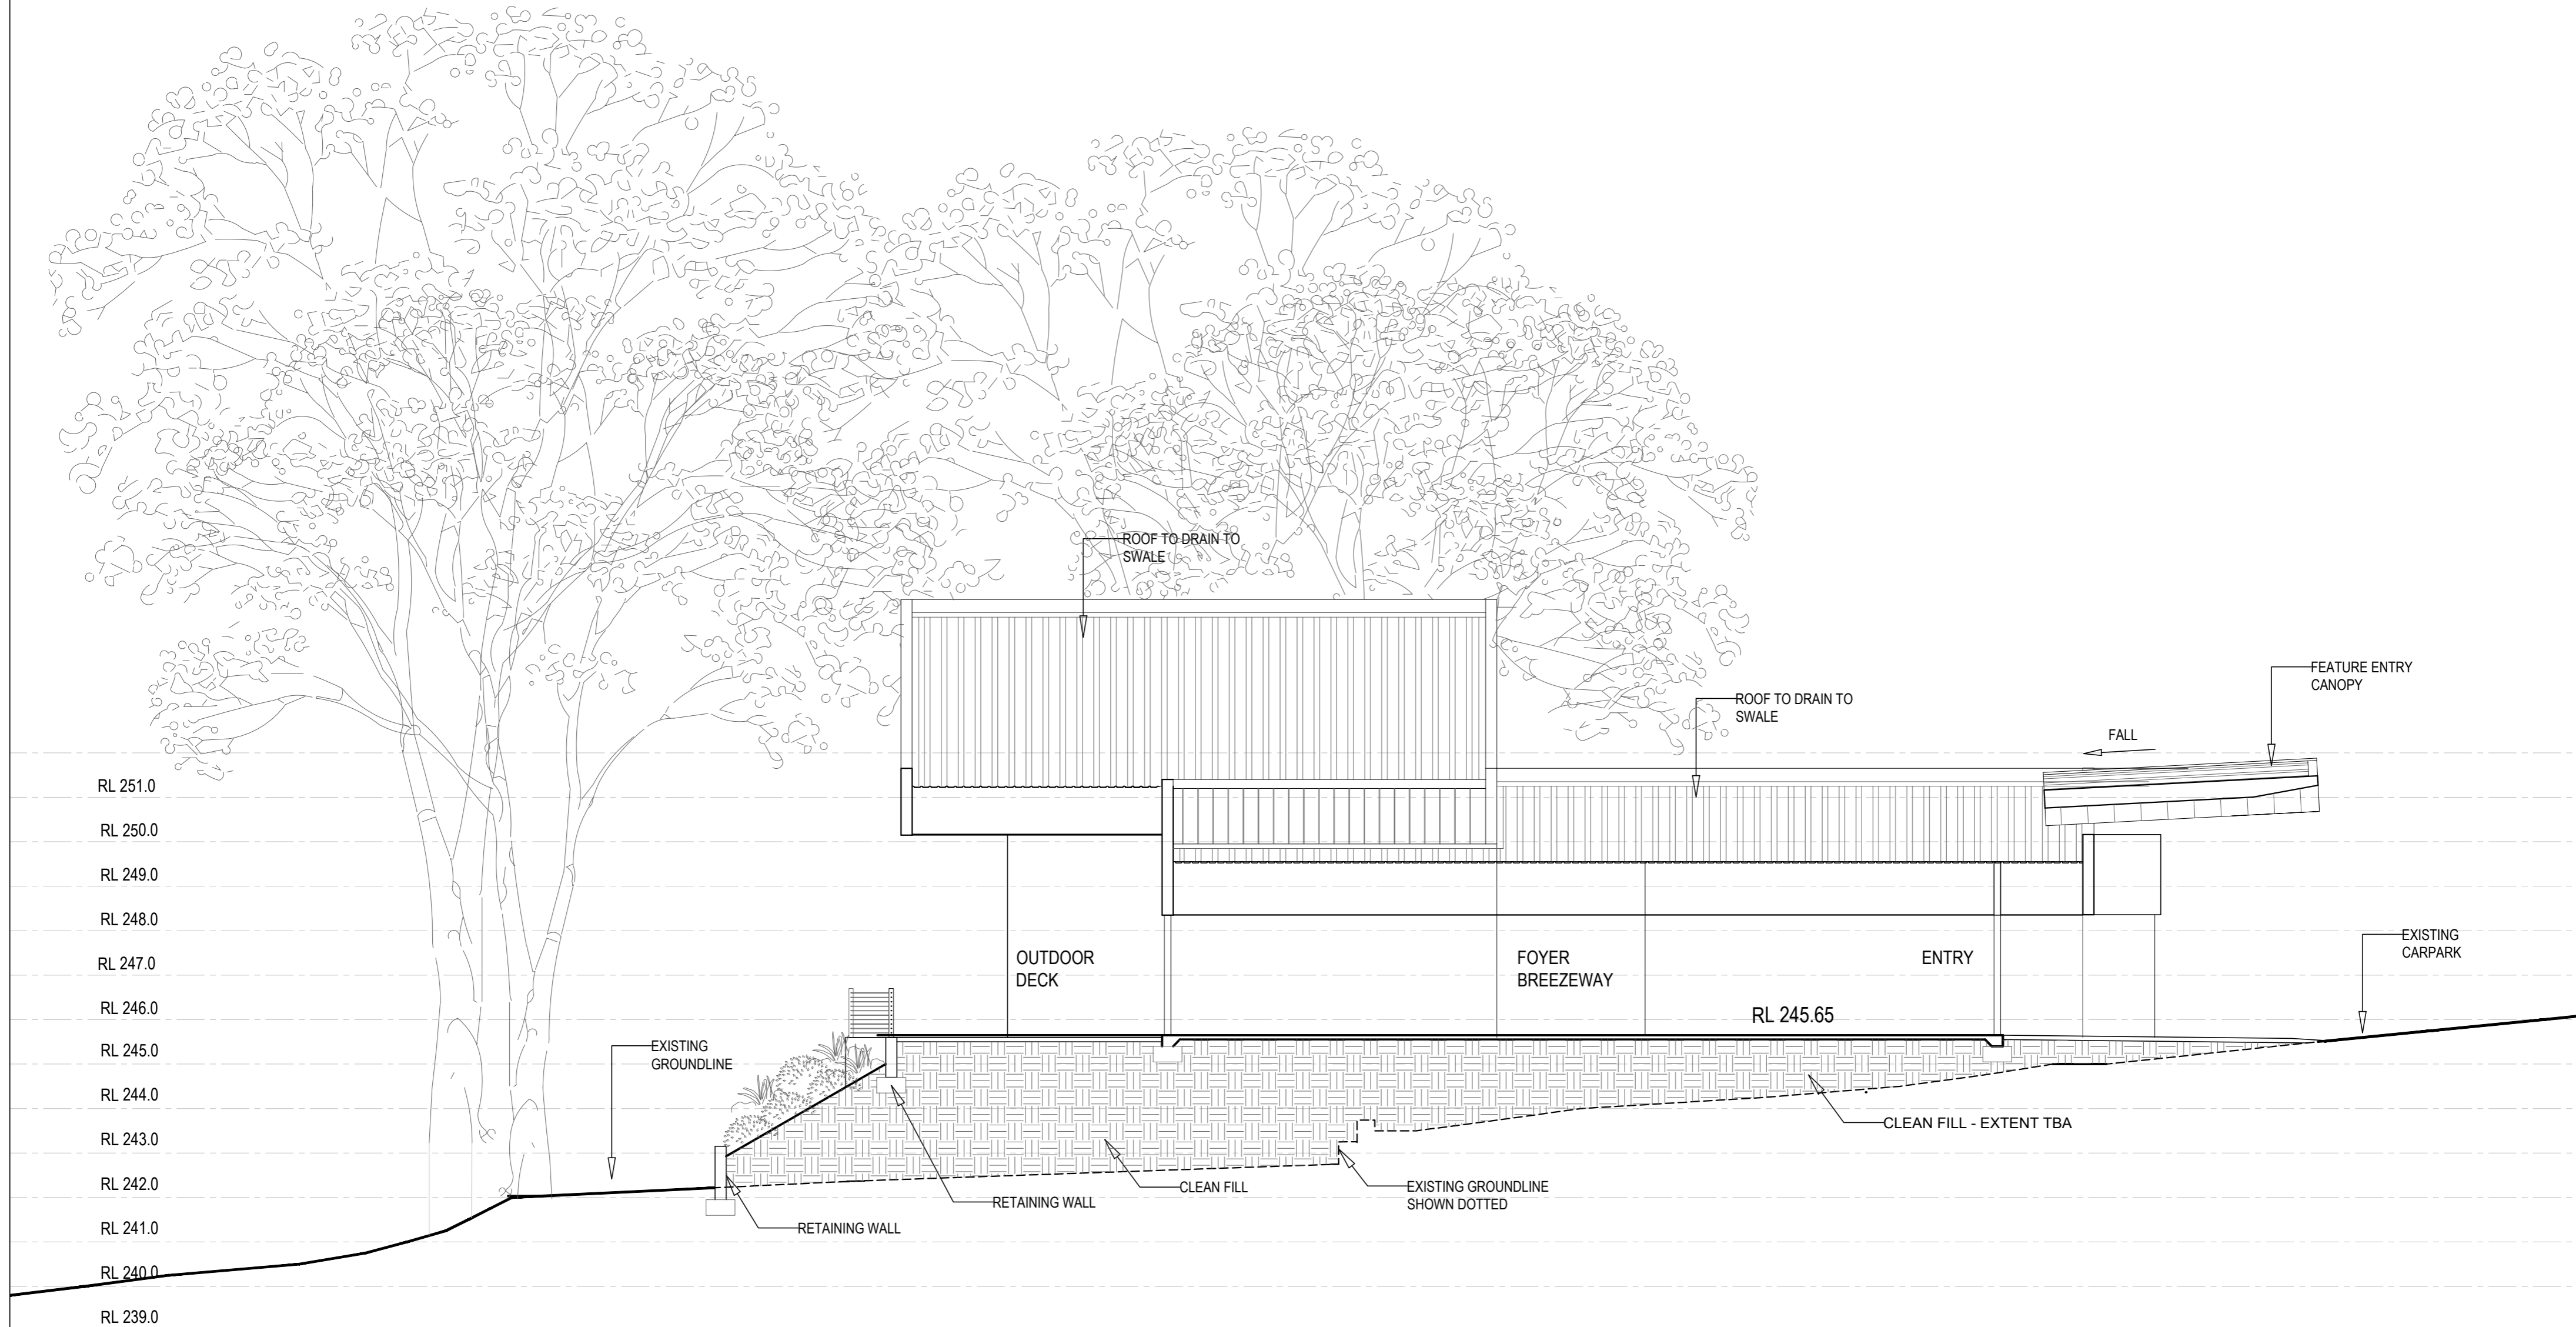 ROOF TO DRAIN TO
SWALE
FEATURE ENTRY
CANOPY
ROOF TO DRAIN TO
SWALE
FALL
RL 251.0
RL 250.0
RL 249.0
RL 248.0
RL 247.0
RL 246.0
RL 245.0
RL 244.0
RL 243.0
RL 242.0
RL 241.0
RL 240.0
RL 239.0
OUTDOOR
DECK
FOYER
BREEZEWAY
ENTRY
EXISTING
CARPARK
RL 245.65
EXISTING
GROUNDLINE
CLEAN FILL - EXTENT TBA
CLEAN FILL
EXISTING GROUNDLINE
SHOWN DOTTED
RETAINING WALL
RETAINING WALL